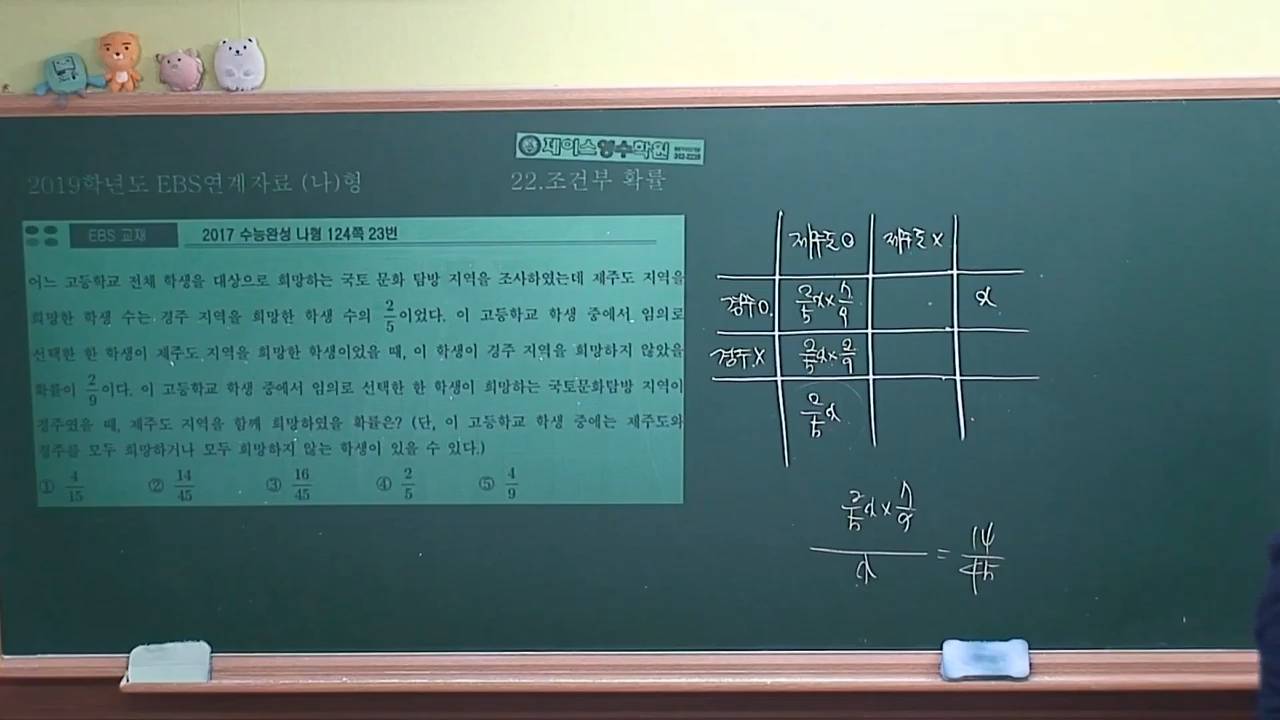 제이스영수학원
2019학년도 EBS연계자료 (나)형
22.조건부 확률
EBS 교재
2017 수능완성 나형 124쪽 23번
어느 고등학교 전체 학생을 대상으로 희망하는 국토 문화 탐방 지역을 조사하였는데 제주도 지역을
희망한 학생 수는 경주 지역을 희망한 학생 수의 2/5이었다. 이 고등학교 학생 중에서 임의로
선택한 한 학생이 제주도 지역을 희망한 학생이었을 때, 이 학생이 경주 지역을 희망하지 않았을
확률이 2/9이다. 이 고등학교 학생 중에서 임의로 선택한 한 학생이 희망하는 국토문화탐방 지역이
경주였을 때, 제주도 지역을 함께 희망하였을 확률은? (단, 이 고등학교 학생 중에는 제주도와
경주를 모두 희망하거나 모두 희망하지 않는 학생이 있을 수 있다.)
① 4/15 ② 14/45 ③ 16/45 ④ 2/5 ⑤ 4/9
제주도 O 제주도 X
경주 O 2/5 x × 7/9 x
경주 X 2/5 x × 2/9
2/5 x
(2/5 x × 7/9) / x = 14/45